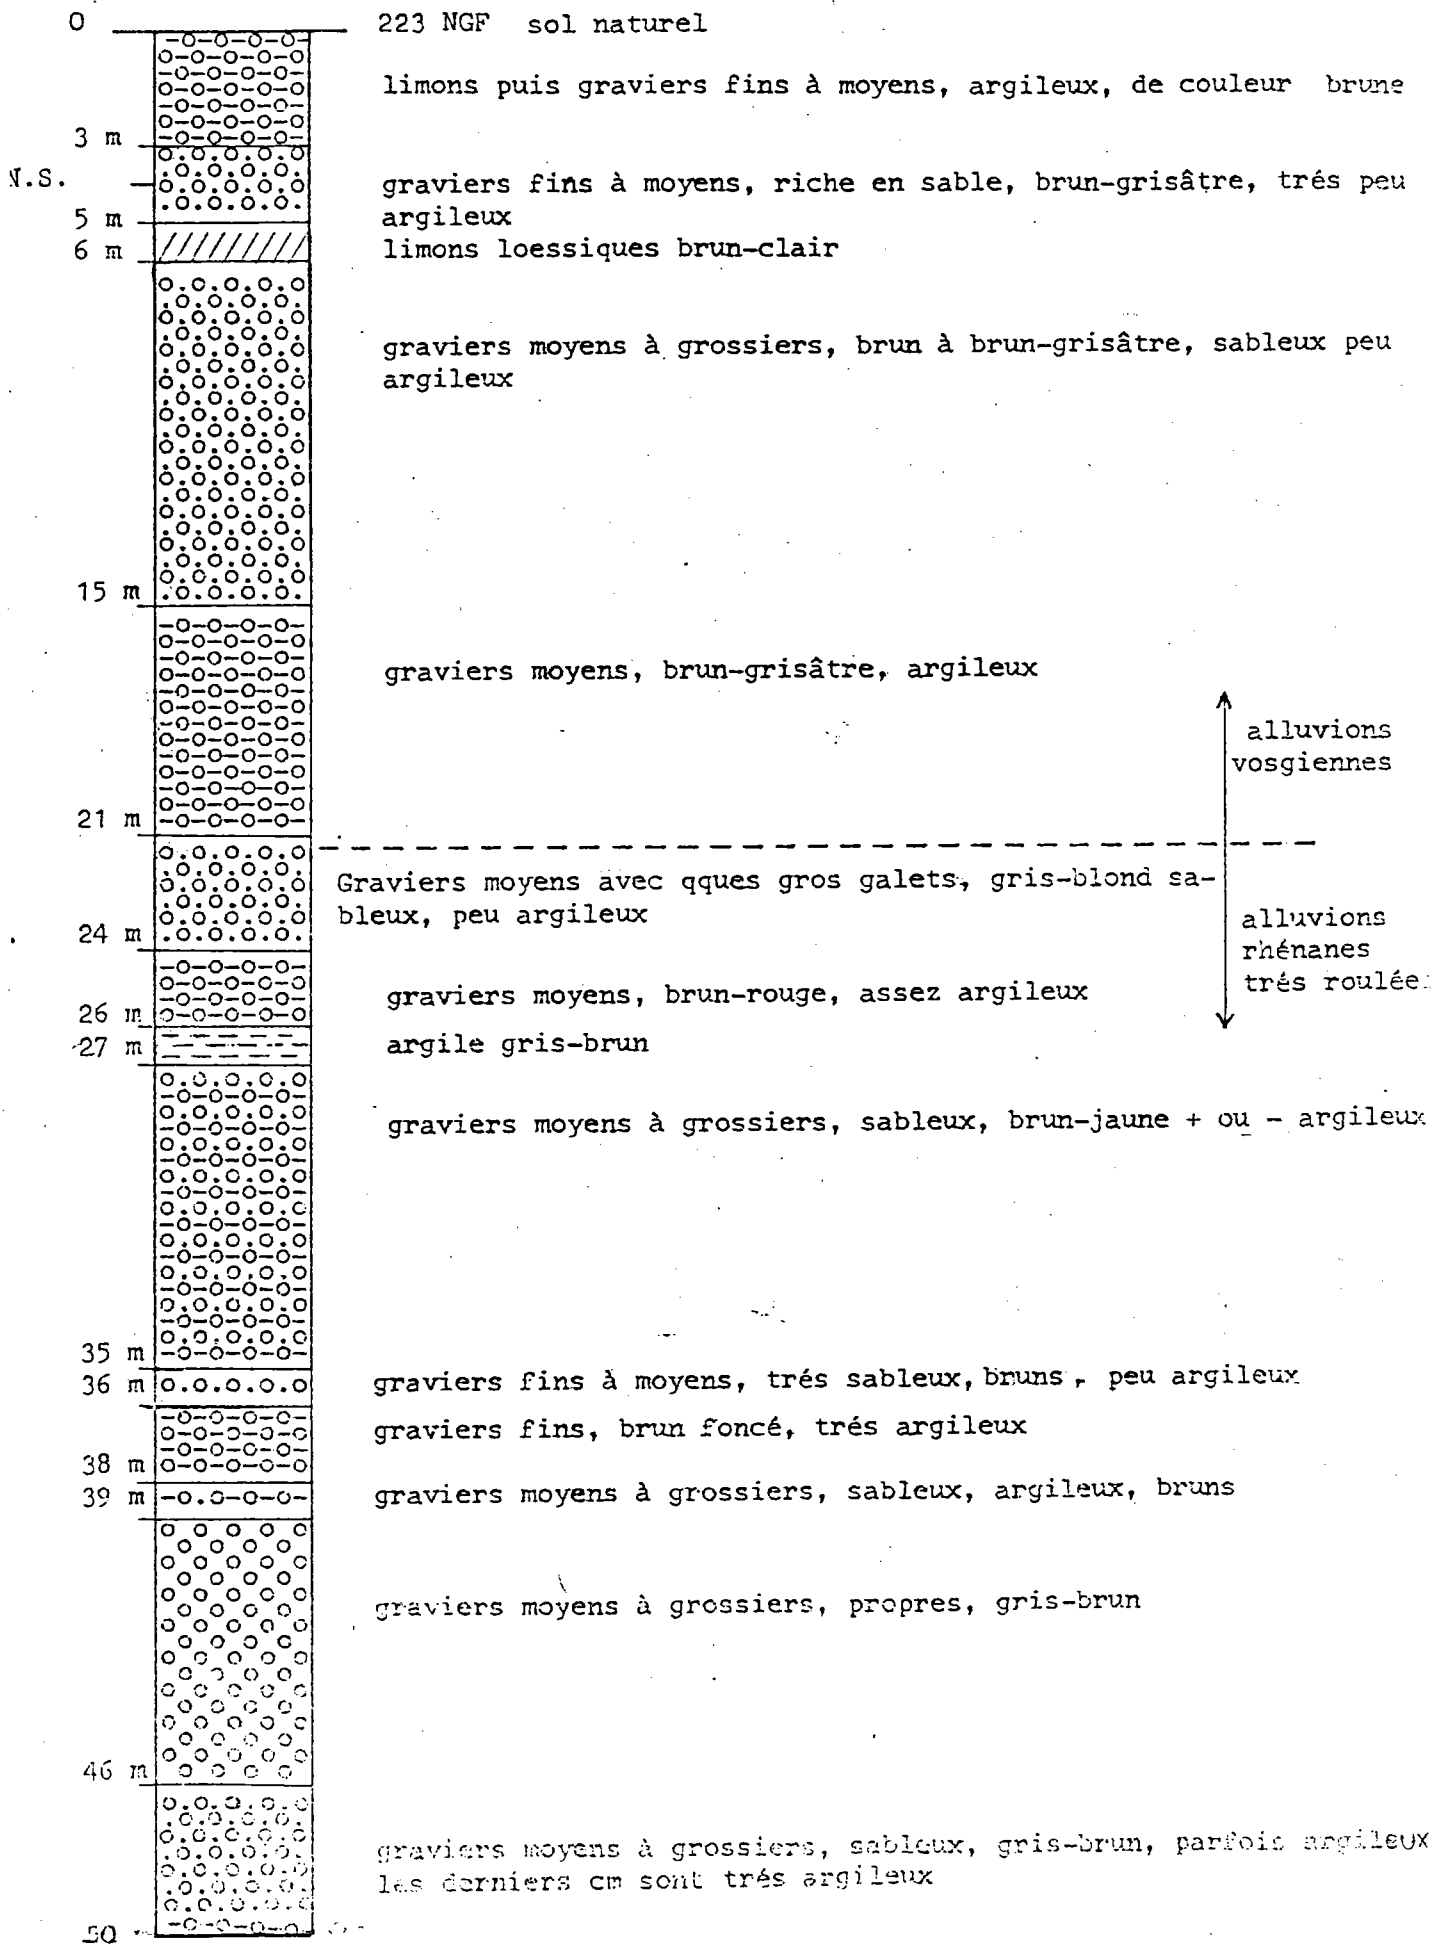 0 223 NGF sol naturel
limons puis graviers fins à moyens, argileux, de couleur brune
3 m
N.S.
graviers fins à moyens, riche en sable, brun-grisâtre, trés peu
argileux
5 m
6 m limons loessiques brun-clair
graviers moyens à grossiers, brun à brun-grisâtre, sableux peu
argileux
15 m
graviers moyens, brun-grisâtre, argileux
alluvions
vosgiennes
21 m
Graviers moyens avec qques gros galets, gris-blond sa-
bleux, peu argileux
24 m
alluvions
rhénanes
trés roulée
graviers moyens, brun-rouge, assez argileux
26 m
27 m argile gris-brun
graviers moyens à grossiers, sableux, brun-jaune + ou - argileux
35 m
36 m graviers fins à moyens, trés sableux, bruns, peu argileux
graviers fins, brun foncé, trés argileux
38 m
39 m graviers moyens à grossiers, sableux, argileux, bruns
graviers moyens à grossiers, propres, gris-brun
46 m
graviers moyens à grossiers, sableux, gris-brun, parfois argileux
les derniers cm sont trés argileux
50